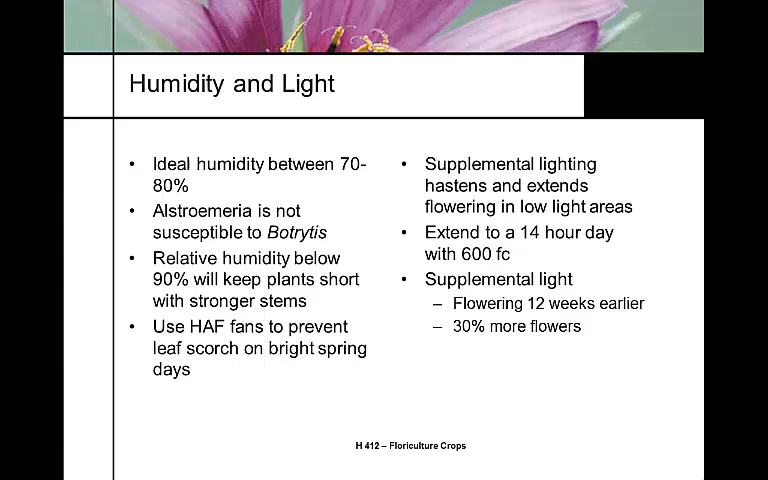 Humidity and Light
• Ideal humidity between 70-
80%
• Alstroemeria is not
susceptible to Botrytis
• Relative humidity below
90% will keep plants short
with stronger stems
• Use HAF fans to prevent
leaf scorch on bright spring
days
• Supplemental lighting
hastens and extends
flowering in low light areas
• Extend to a 14 hour day
with 600 fc
• Supplemental light
– Flowering 12 weeks earlier
– 30% more flowers
H 412 – Floriculture Crops